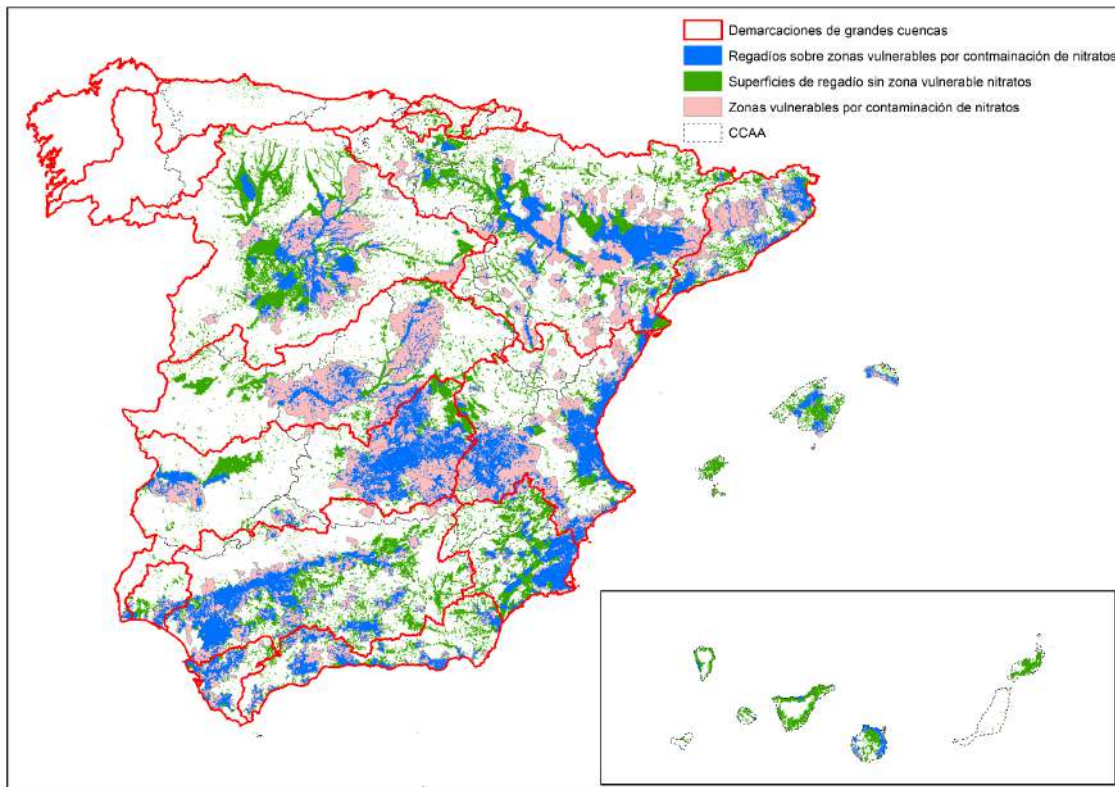 Demarcaciones de grandes cuencas
Regadíos sobre zonas vulnerables por contmainación de nitratos
Superficies de regadío sin zona vulnerable nitratos
Zonas vulnerables por contaminación de nitratos
CCAA